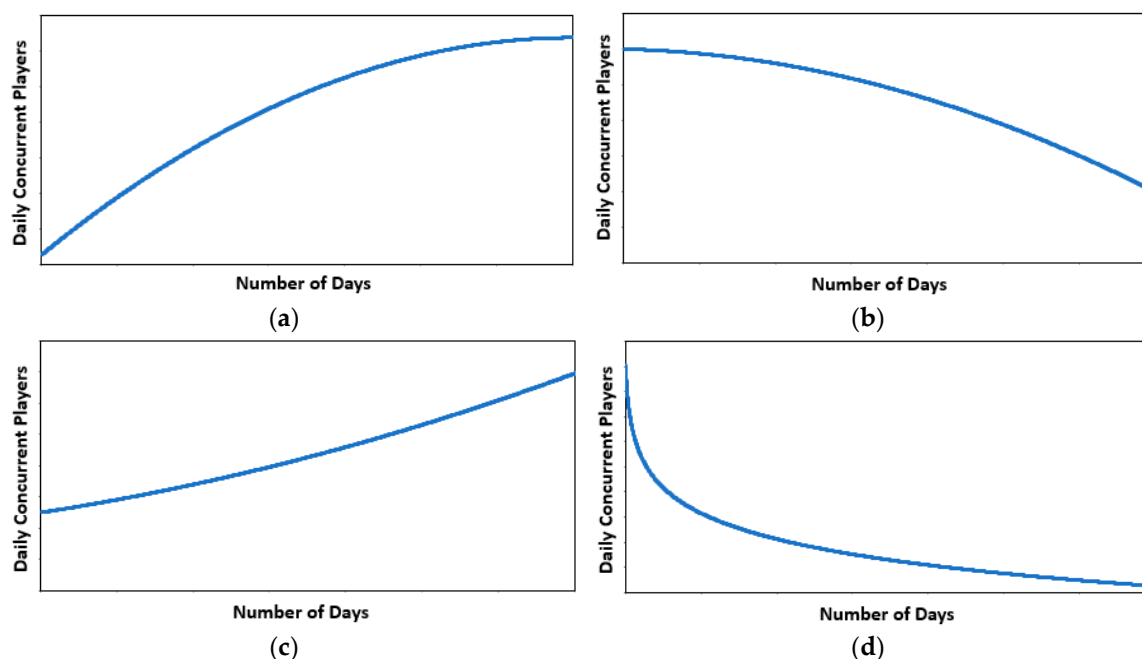 Daily Concurrent Players
Number of Days
(a)
Daily Concurrent Players
Number of Days
(b)
Daily Concurrent Players
Number of Days
(c)
Daily Concurrent Players
Number of Days
(d)